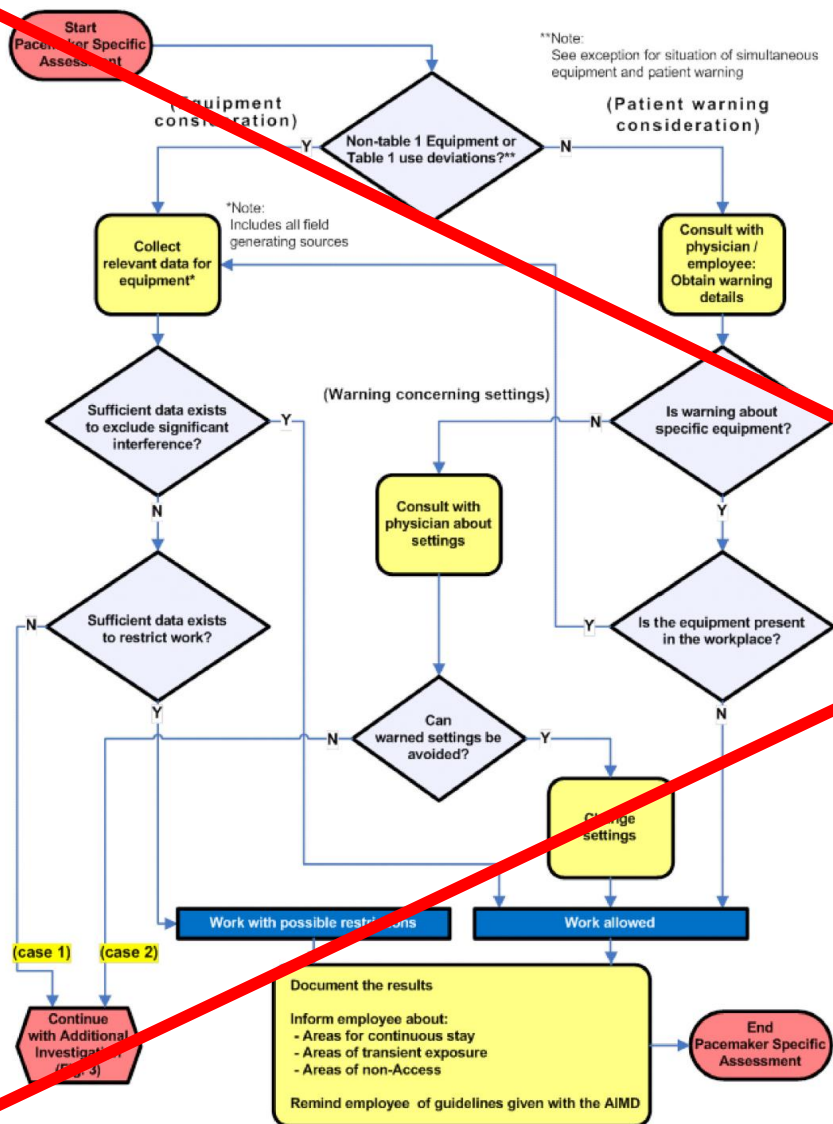 Start
Pacemaker Specific
Assessment
**Note:
See exception for situation of simultaneous
equipment and patient warning
(Equipment
consideration)
(Patient warning
consideration)
Non-table 1 Equipment or
Table 1 use deviations?**
Y
N
*Note:
Includes all field
generating sources
Collect
relevant data for
equipment*
Consult with
physician /
employee:
Obtain warning
details
(Warning concerning settings)
Sufficient data exists
to exclude significant
interference?
Y
N
Is warning about
specific equipment?
N
Y
Consult with
physician about
settings
Sufficient data exists
to restrict work?
N
Y
Is the equipment present
in the workplace?
Y
N
Can
warned settings be
avoided?
N
Y
Change
settings
Work with possible restrictions
Work allowed
(case 1)
(case 2)
Continue
with Additional
Investigation
(Fig. 3)
Document the results
Inform employee about:
- Areas for continuous stay
- Areas of transient exposure
- Areas of non-Access
Remind employee of guidelines given with the AIMD
End
Pacemaker Specific
Assessment